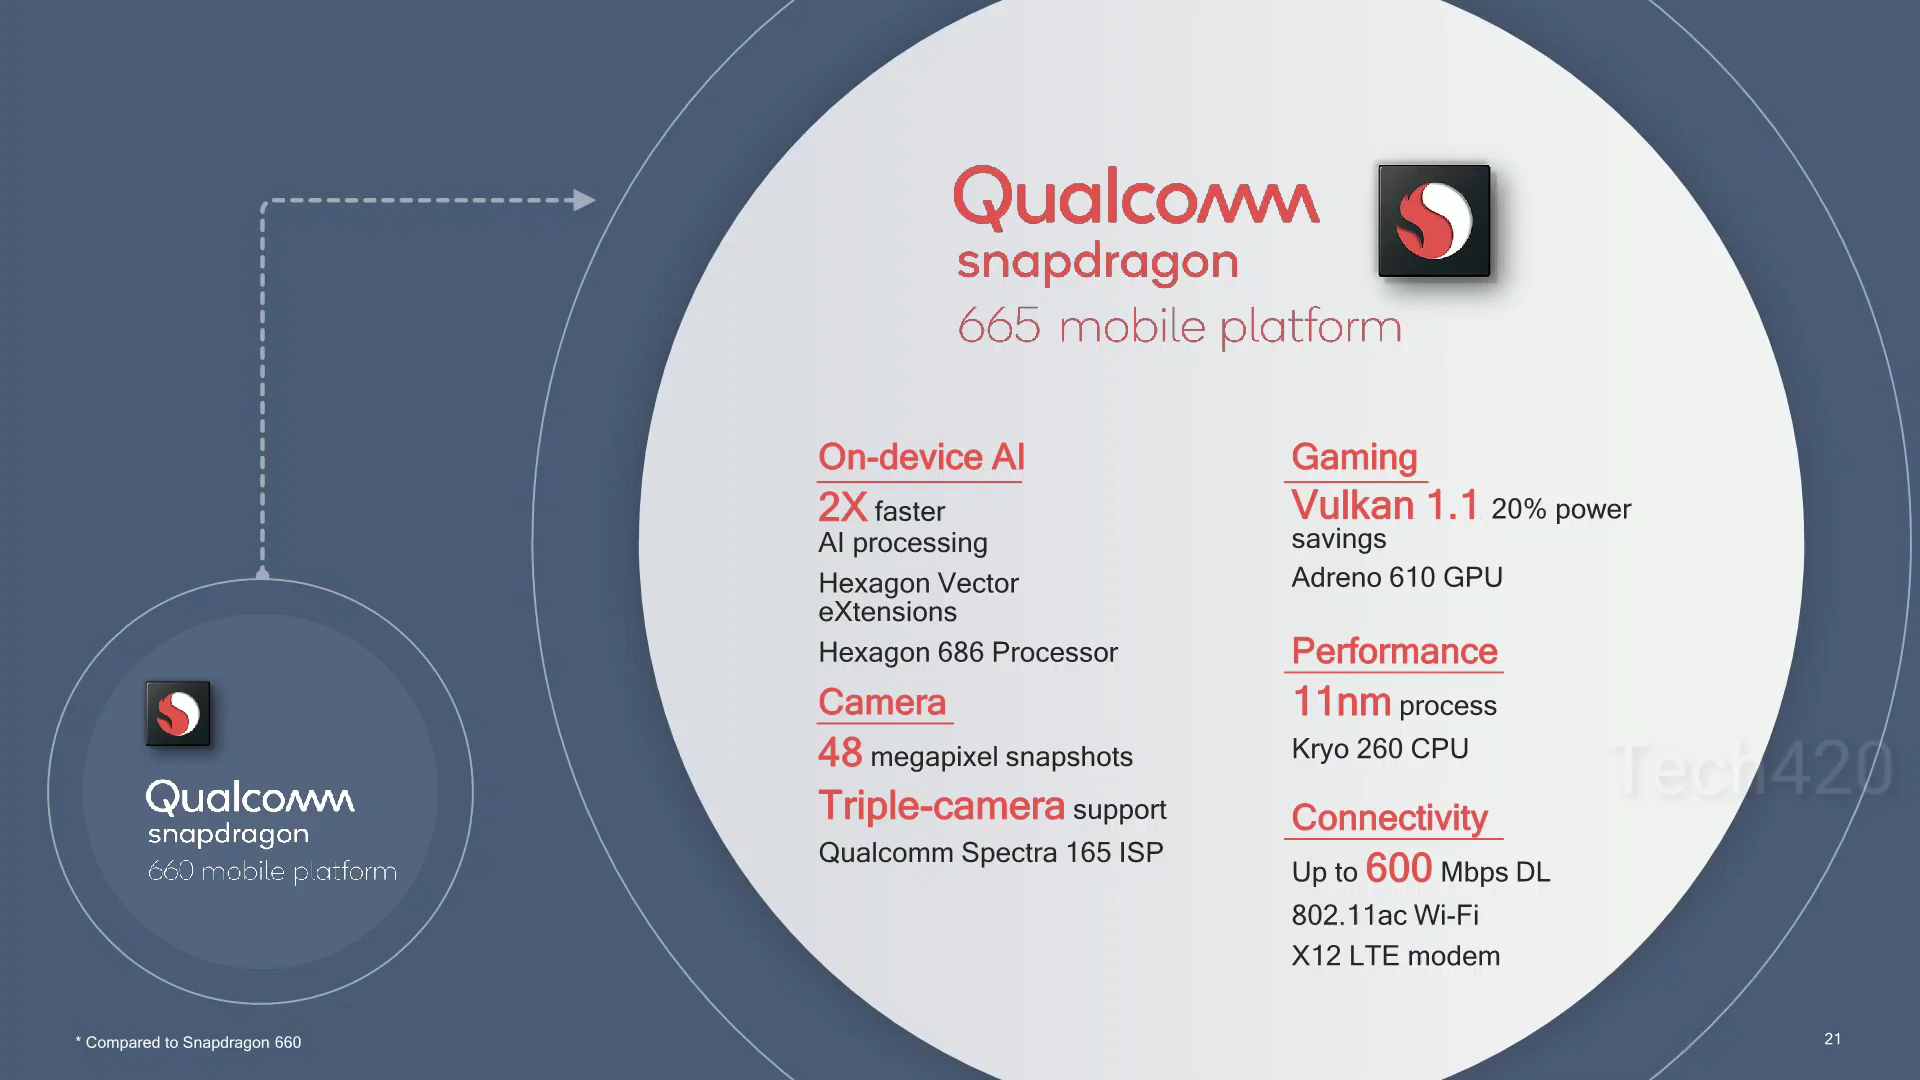 Qualcomm
snapdragon
665 mobile platform
On-device AI
2X faster
AI processing
Hexagon Vector
eXtensions
Hexagon 686 Processor
Camera
48 megapixel snapshots
Triple-camera support
Qualcomm Spectra 165 ISP
Gaming
Vulkan 1.1 20% power
savings
Adreno 610 GPU
Performance
11nm process
Kryo 260 CPU
Connectivity
Up to 600 Mbps DL
802.11ac Wi-Fi
X12 LTE modem
Tech420
Qualcomm
snapdragon
660 mobile platform
* Compared to Snapdragon 660
21